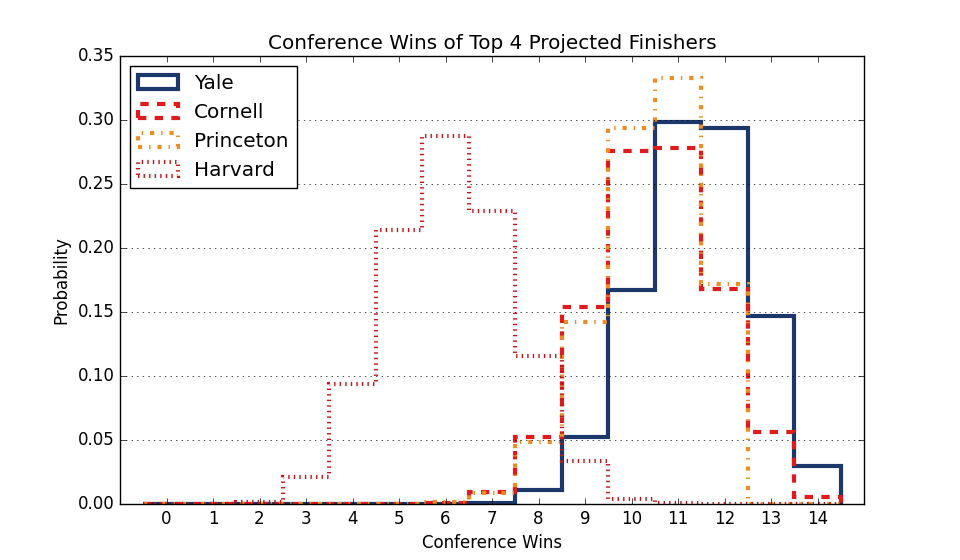 Conference Wins of Top 4 Projected Finishers
0.35
0.30
0.25
0.20
0.15
0.10
0.05
0.00
Probability
Yale
Cornell
Princeton
Harvard
0 1 2 3 4 5 6 7 8 9 10 11 12 13 14
Conference Wins